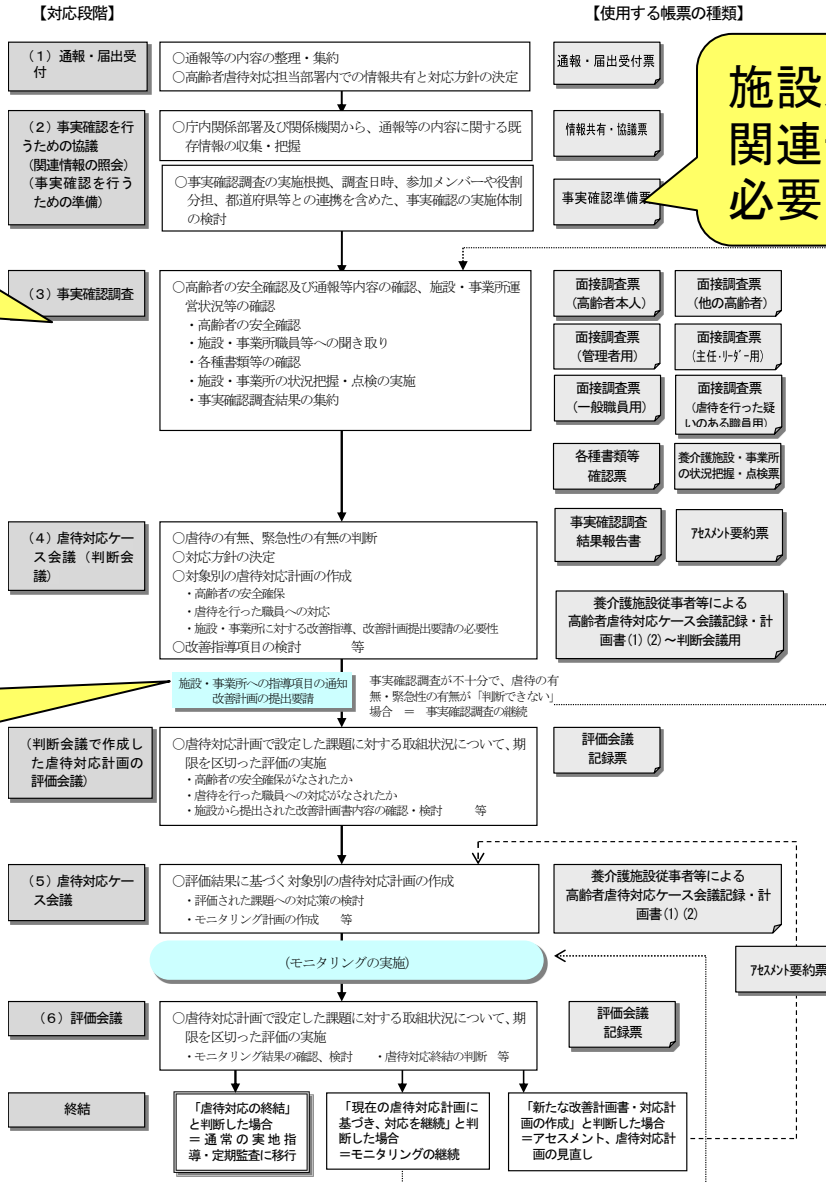 【対応段階】
【使用する帳票の種類】
（１）通報・届出受
付
○通報等の内容の整理・集約
○高齢者虐待対応担当部署内での情報共有と対応方針の決定
通報・届出受付票
施設
関連
必要
（２）事実確認を行
うための協議
（関連情報の照会）
（事実確認を行う
ための準備）
○庁内関係部署及び関係機関から、通報等の内容に関する既
存情報の収集・把握
情報共有・協議票
○事実確認調査の実施根拠、調査日時、参加メンバーや役割
分担、都道府県等との連携を含めた、事実確認の実施体制
の検討
事実確認準備票
（３）事実確認調査
○高齢者の安全確認及び通報等内容の確認、施設・事業所運
営状況等の確認
・高齢者の安全確認
・施設・事業所職員等への聞き取り
・各種書類等の確認
・施設・事業所の状況把握・点検の実施
・事実確認調査結果の集約
面接調査票
（高齢者本人）
面接調査票
（他の高齢者）
面接調査票
（管理者用）
面接調査票
（主任･ﾘｰﾀﾞｰ用）
面接調査票
（一般職員用）
面接調査票
（虐待を行った疑
いのある職員用）
各種書類等
確認票
養介護施設・事業所
の状況把握・点検票
（４）虐待対応ケー
ス会議（判断会
議）
○虐待の有無、緊急性の有無の判断
○対応方針の決定
○対象別の虐待対応計画の作成
・高齢者の安全確保
・虐待を行った職員への対応
・施設・事業所に対する改善指導、改善計画提出要請の必要性
○改善指導項目の検討　　等
事実確認調査
結果報告書
ｱｾｽﾒﾝﾄ要約票
養介護施設従事者等による
高齢者虐待対応ケース会議記録・計
画書(1)(2)～判断会議用
施設・事業所への指導項目の通知
改善計画の提出要請
事実確認調査が不十分で、虐待の有
無・緊急性の有無が「判断できない」
場合　＝　事実確認調査の継続
（判断会議で作成し
た虐待対応計画の
評価会議）
○虐待対応計画で設定した課題に対する取組状況について、期
限を区切った評価の実施
・高齢者の安全確保がなされたか
・虐待を行った職員への対応がなされたか
・施設から提出された改善計画書内容の確認・検討　　等
評価会議
記録票
（５）虐待対応ケー
ス会議
○評価結果に基づく対象別の虐待対応計画の作成
・評価された課題への対応策の検討
・モニタリング計画の作成　等
養介護施設従事者等による
高齢者虐待対応ケース会議記録・計
画書(1)(2)
（モニタリングの実施）
ｱｾｽﾒﾝﾄ要約票
（６）評価会議
○虐待対応計画で設定した課題に対する取組状況について、期
限を区切った評価の実施
・モニタリング結果の確認、検討　・虐待対応終結の判断　等
評価会議
記録票
終結
「虐待対応の終結」
と判断した場合
＝通常の実地指
導・定期監査に移行
「現在の虐待対応計画に
基づき、対応を継続」と判
断した場合
＝モニタリングの継続
「新たな改善計画書・対応計
画の作成」と判断した場合
＝アセスメント、虐待対応計
画の見直し